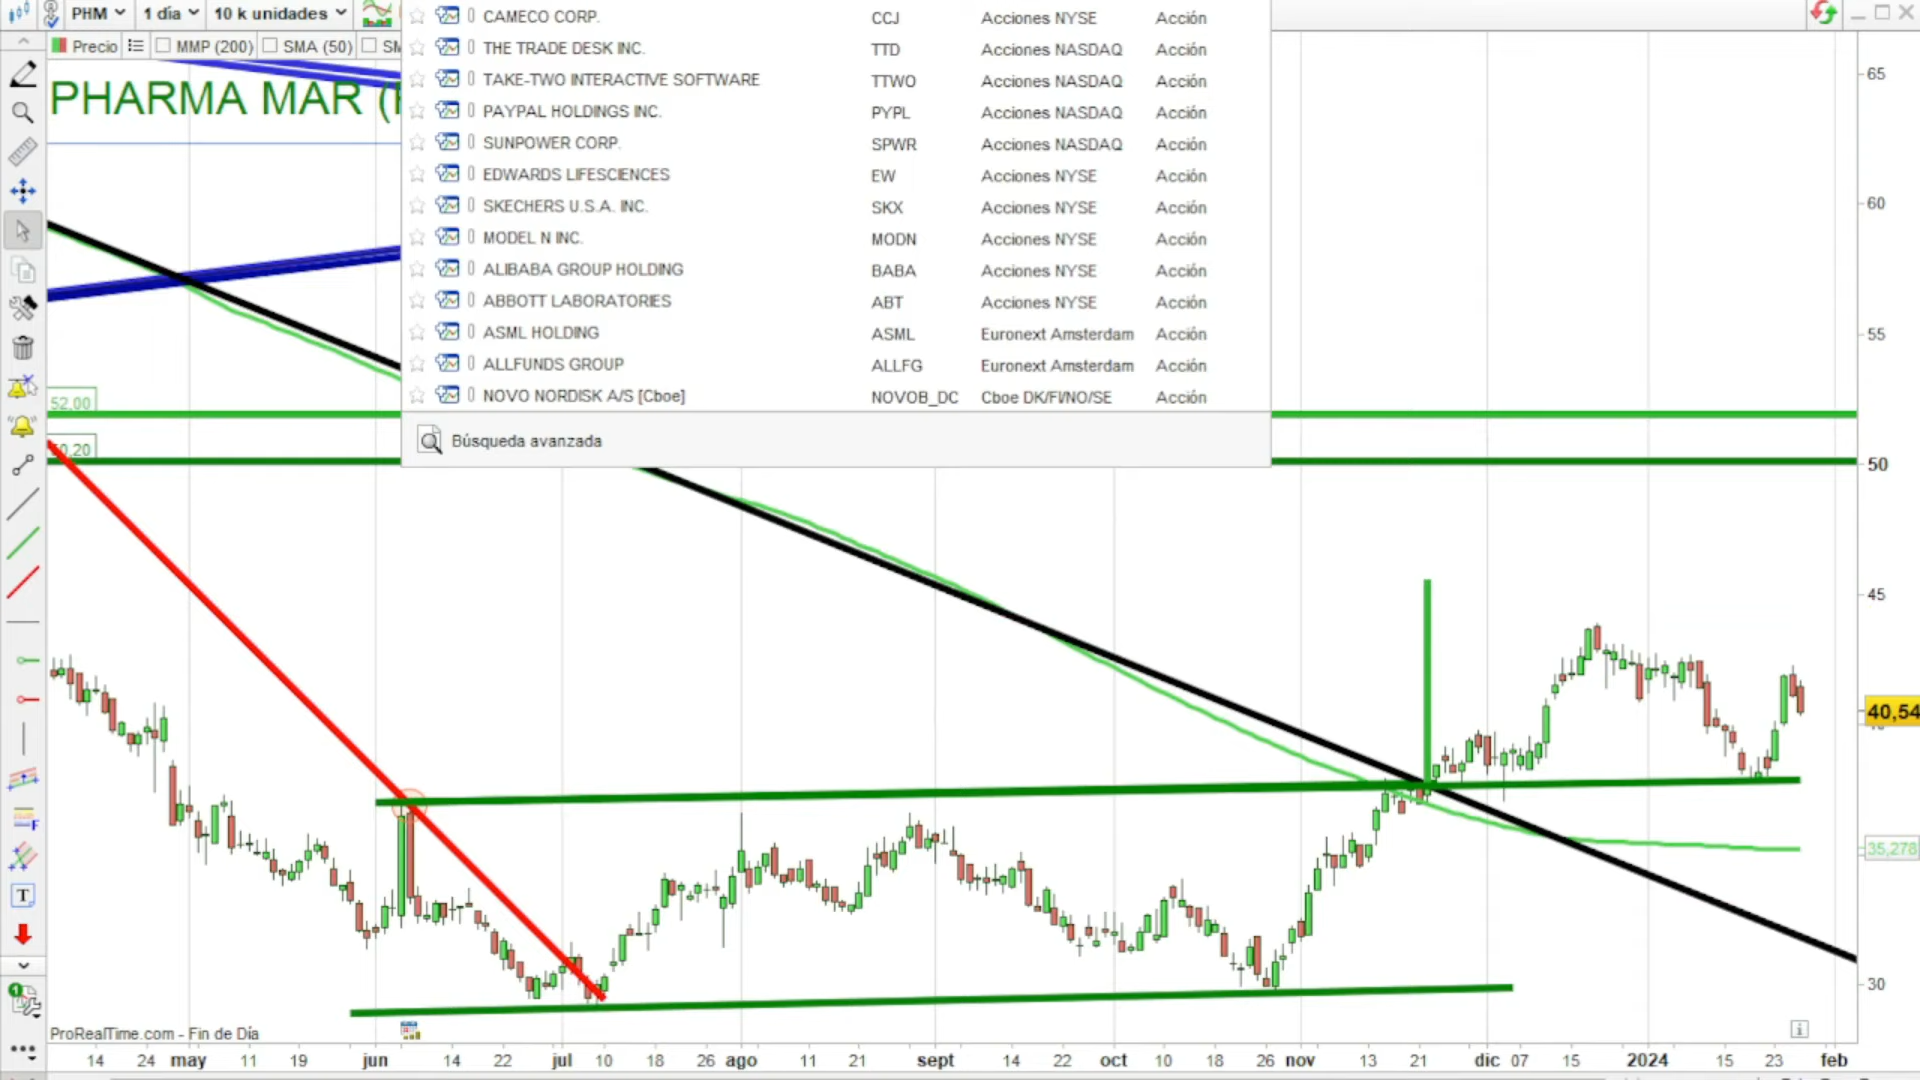 PHM 1 día 10 k unidades
Precio MMP (200) SMA (50) SM
PHARMA MAR (
CAMECO CORP. CCJ Acciones NYSE Acción
THE TRADE DESK INC. TTD Acciones NASDAQ Acción
TAKE-TWO INTERACTIVE SOFTWARE TTWO Acciones NASDAQ Acción
PAYPAL HOLDINGS INC. PYPL Acciones NASDAQ Acción
SUNPOWER CORP. SPWR Acciones NASDAQ Acción
EDWARDS LIFESCIENCES EW Acciones NYSE Acción
SKECHERS U.S.A. INC. SKX Acciones NYSE Acción
MODEL N INC. MODN Acciones NYSE Acción
ALIBABA GROUP HOLDING BABA Acciones NYSE Acción
ABBOTT LABORATORIES ABT Acciones NYSE Acción
ASML HOLDING ASML Euronext Amsterdam Acción
ALLFUNDS GROUP ALLFG Euronext Amsterdam Acción
NOVO NORDISK A/S [Cboe] NOVOB_DC Cboe DK/FI/NO/SE Acción
Búsqueda avanzada
65
60
55
52,00
50
45
40,54
35,278
30
ProRealTime.com - Fin de Día
14 24 may 11 19 jun 14 22 jul 10 18 26 ago 11 21 sept 14 22 oct 10 18 26 nov 13 21 dic 07 15 2024 15 23 feb